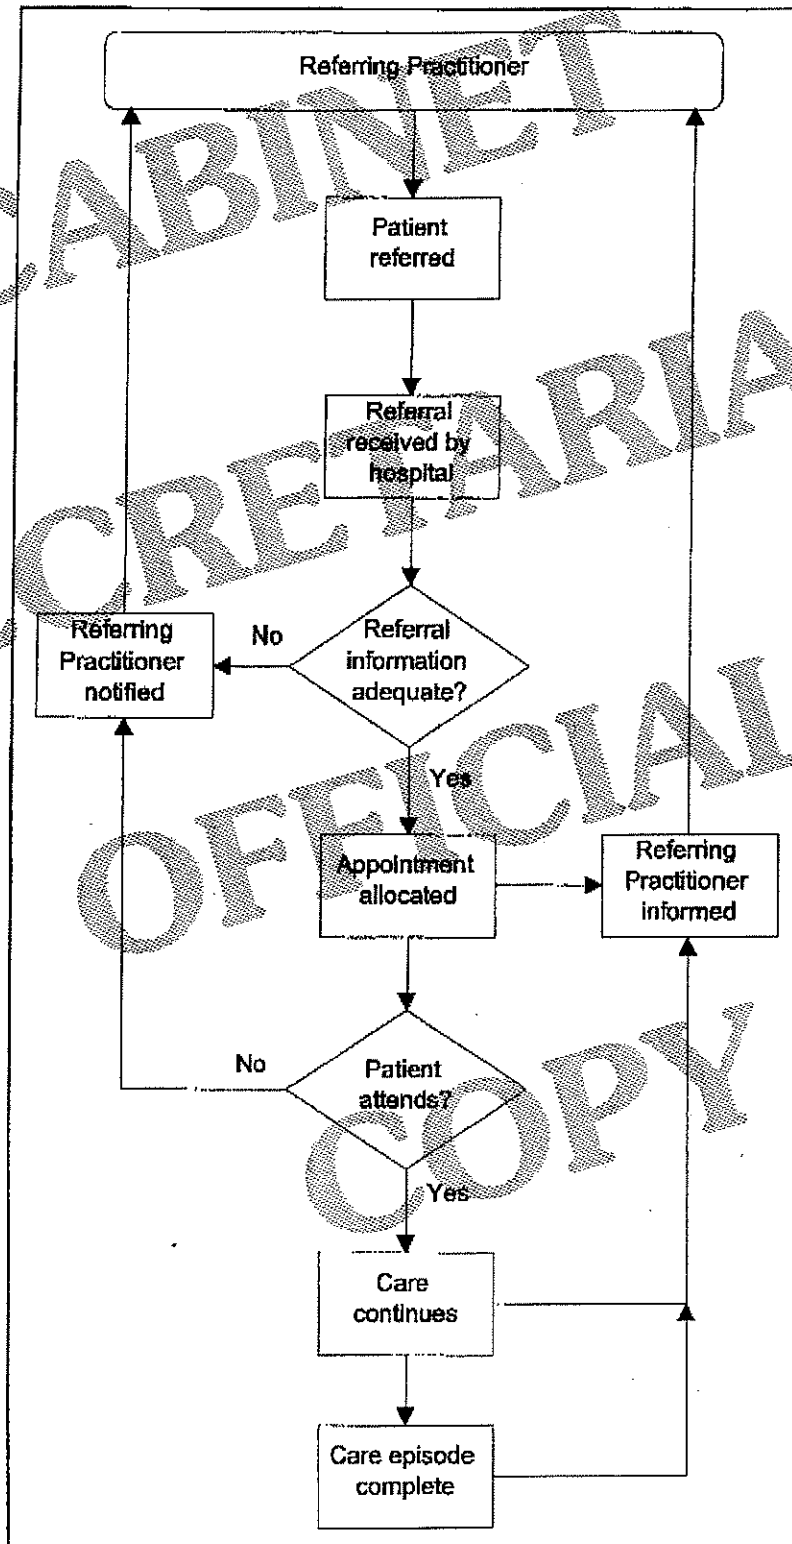 Referring Practitioner
Patient
referred
Referral
received by
hospital
Referral
information
adequate?
No
Referring
Practitioner
notified
Yes
Appointment
allocated
Referring
Practitioner
informed
Patient
attends?
No
Yes
Care
continues
Care episode
complete
CABINET
CRETARIA
OFFICIAL
COPY